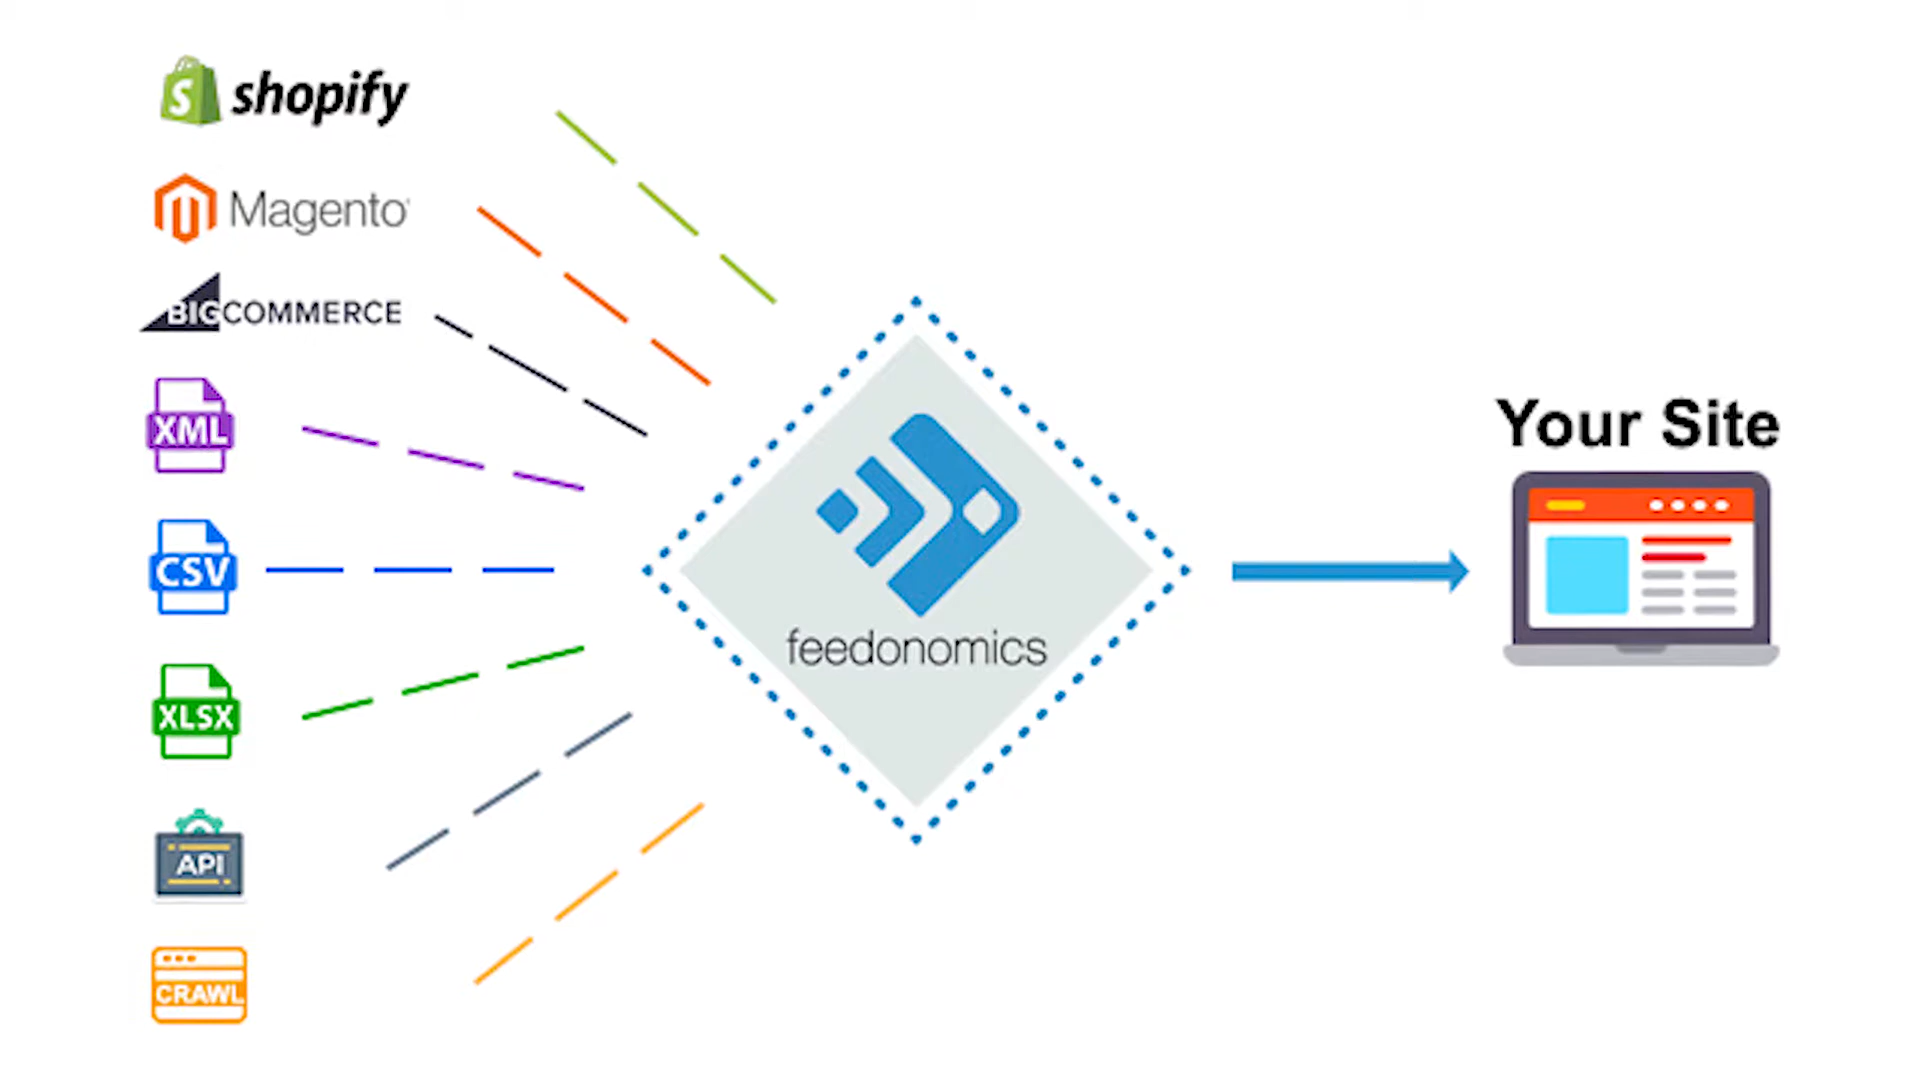 shopify
Magento
BIGCOMMERCE
XML
CSV
XLSX
API
CRAWL
feedonomics
Your Site